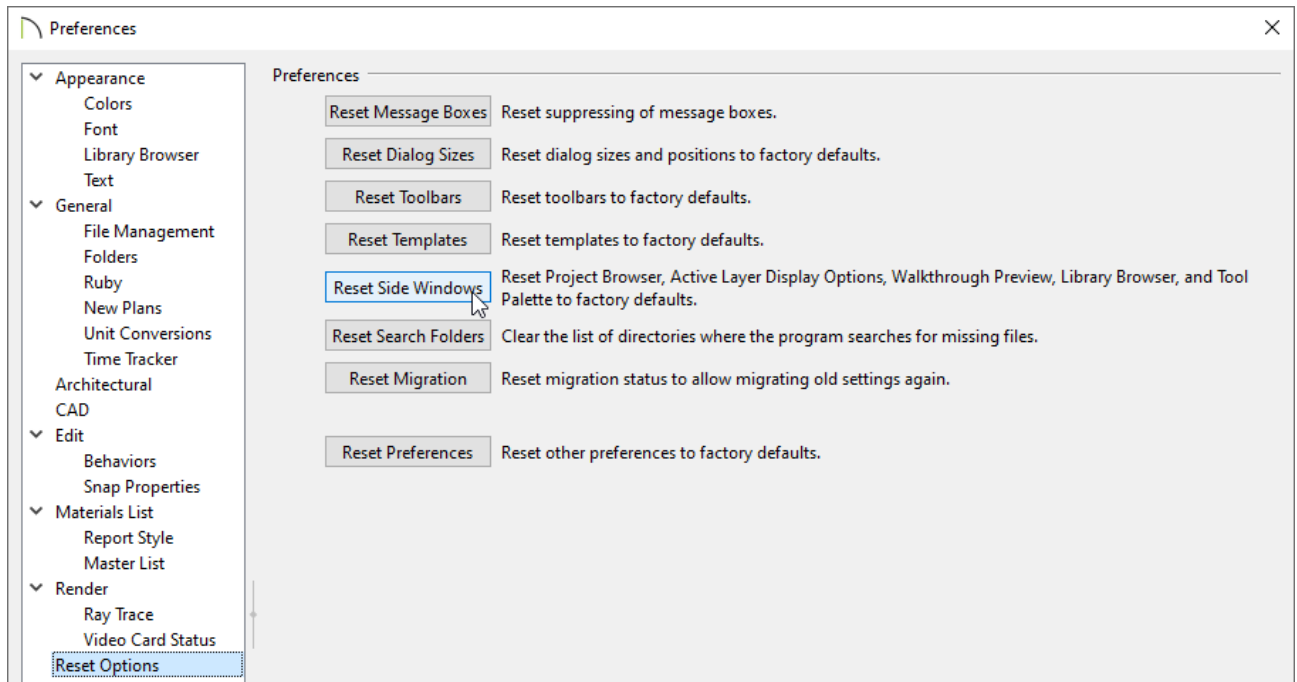 Preferences
Appearance
Colors
Font
Library Browser
Text
General
File Management
Folders
Ruby
New Plans
Unit Conversions
Time Tracker
Architectural
CAD
Edit
Behaviors
Snap Properties
Materials List
Report Style
Master List
Render
Ray Trace
Video Card Status
Reset Options
Preferences
Reset Message Boxes Reset suppressing of message boxes.
Reset Dialog Sizes Reset dialog sizes and positions to factory defaults.
Reset Toolbars Reset toolbars to factory defaults.
Reset Templates Reset templates to factory defaults.
Reset Side Windows Reset Project Browser, Active Layer Display Options, Walkthrough Preview, Library Browser, and Tool
Palette to factory defaults.
Reset Search Folders Clear the list of directories where the program searches for missing files.
Reset Migration Reset migration status to allow migrating old settings again.
Reset Preferences Reset other preferences to factory defaults.